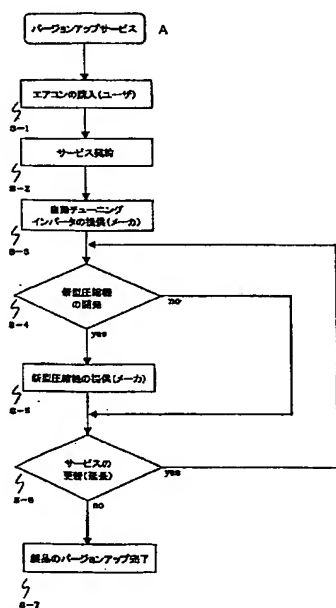 バージョンアップサービス
A
エアコンの購入(ユーザ)
S-1
サービス契約
S-2
自動チューニング
インバータの提供(メーカ)
S-3
新型圧縮機
の開発
no
S-4
yes
新型圧縮機の提供(メーカ)
S-5
サービスの
更新(延長)
yes
S-6
no
製品のバージョンアップ完了
S-7